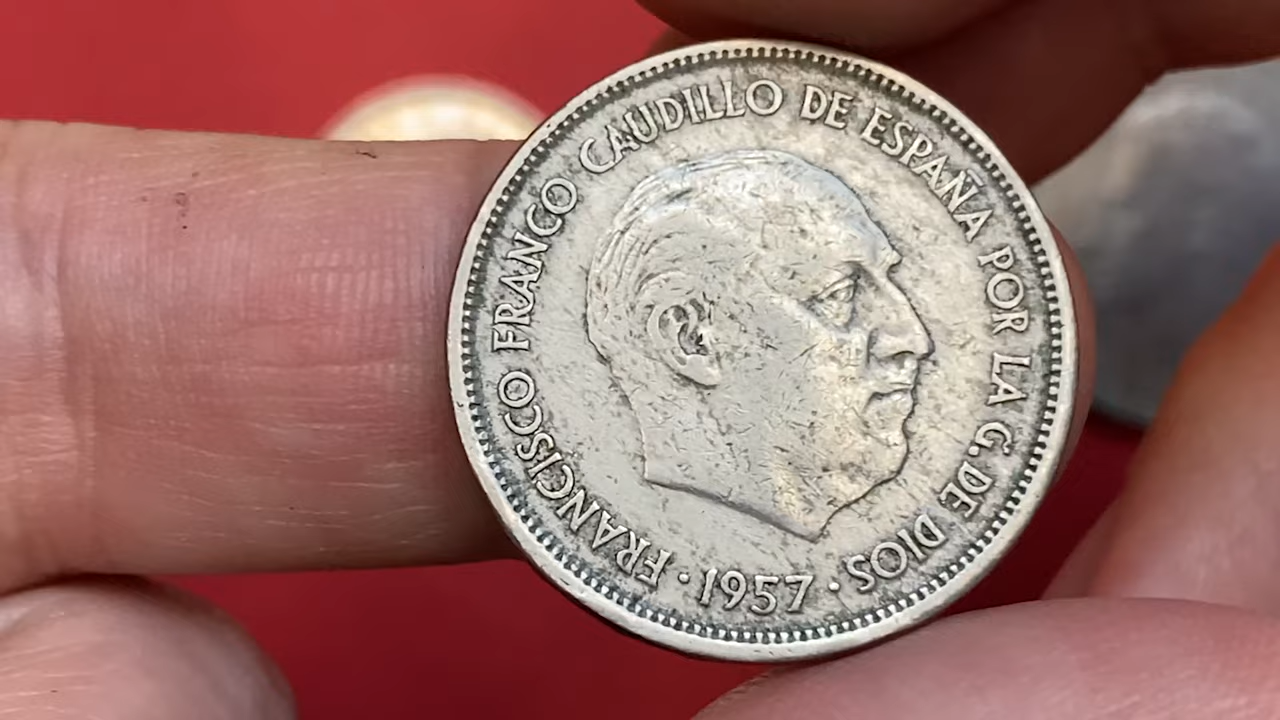 FRANCISCO FRANCO CAUDILLO DE ESPAÑA POR LA G. DE DIOS
· 1957 ·